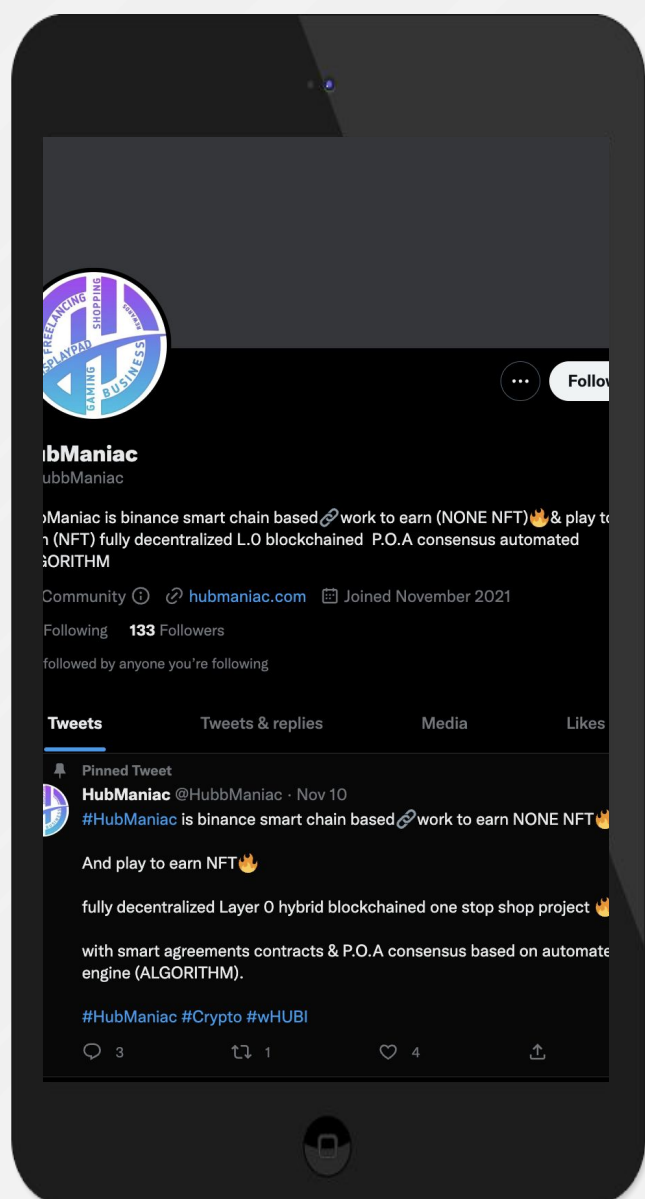 FREELANCING
SHOPPING
REWARDS
DISPLAYPAD
GAMING
BUSINESS
Follow
ibManiac
ubbManiac
oManiac is binance smart chain based🔗work to earn (NONE NFT)🔥& play to
n (NFT) fully decentralized L.0 blockchained P.O.A consensus automated
GORITHM
Community hubmaniac.com Joined November 2021
Following 133 Followers
followed by anyone you're following
Tweets Tweets & replies Media Likes
Pinned Tweet
HubManiac @HubbManiac · Nov 10
#HubManiac is binance smart chain based🔗work to earn NONE NFT🔥
And play to earn NFT🔥
fully decentralized Layer 0 hybrid blockchained one stop shop project 🔥
with smart agreements contracts & P.O.A consensus based on automate
engine (ALGORITHM).
#HubManiac #Crypto #wHUBI
3 1 4